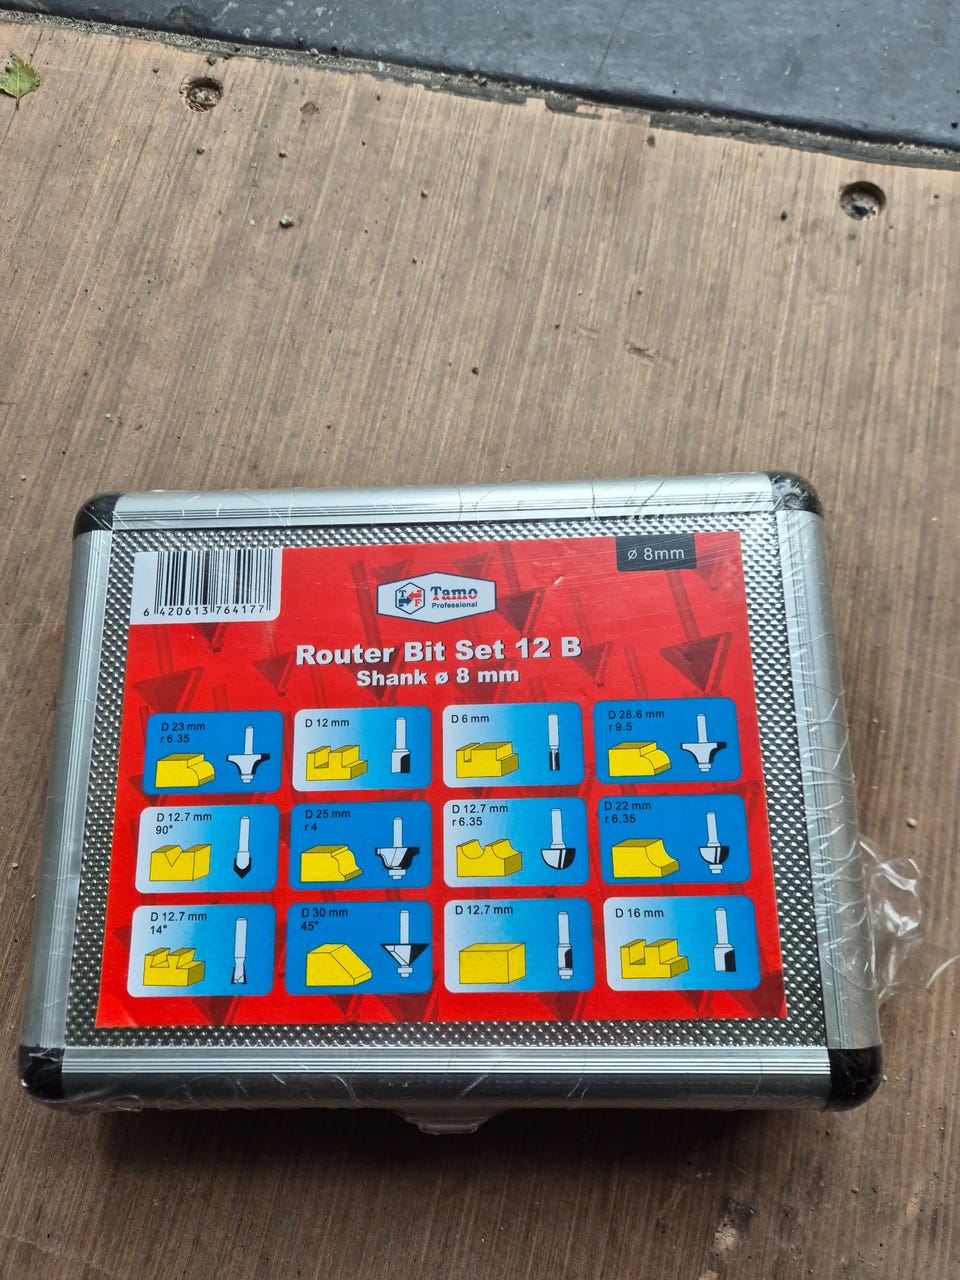 6 420613 764177
ø 8mm
TF
Tamo
Professional
Router Bit Set 12 B
Shank ø 8 mm
D 23 mm
r 6.35
D 12 mm
D 6 mm
D 28.6 mm
r 9.5
D 12.7 mm
90°
D 25 mm
r 4
D 12.7 mm
r 6.35
D 22 mm
r 6.35
D 12.7 mm
14°
D 30 mm
45°
D 12.7 mm
D 16 mm